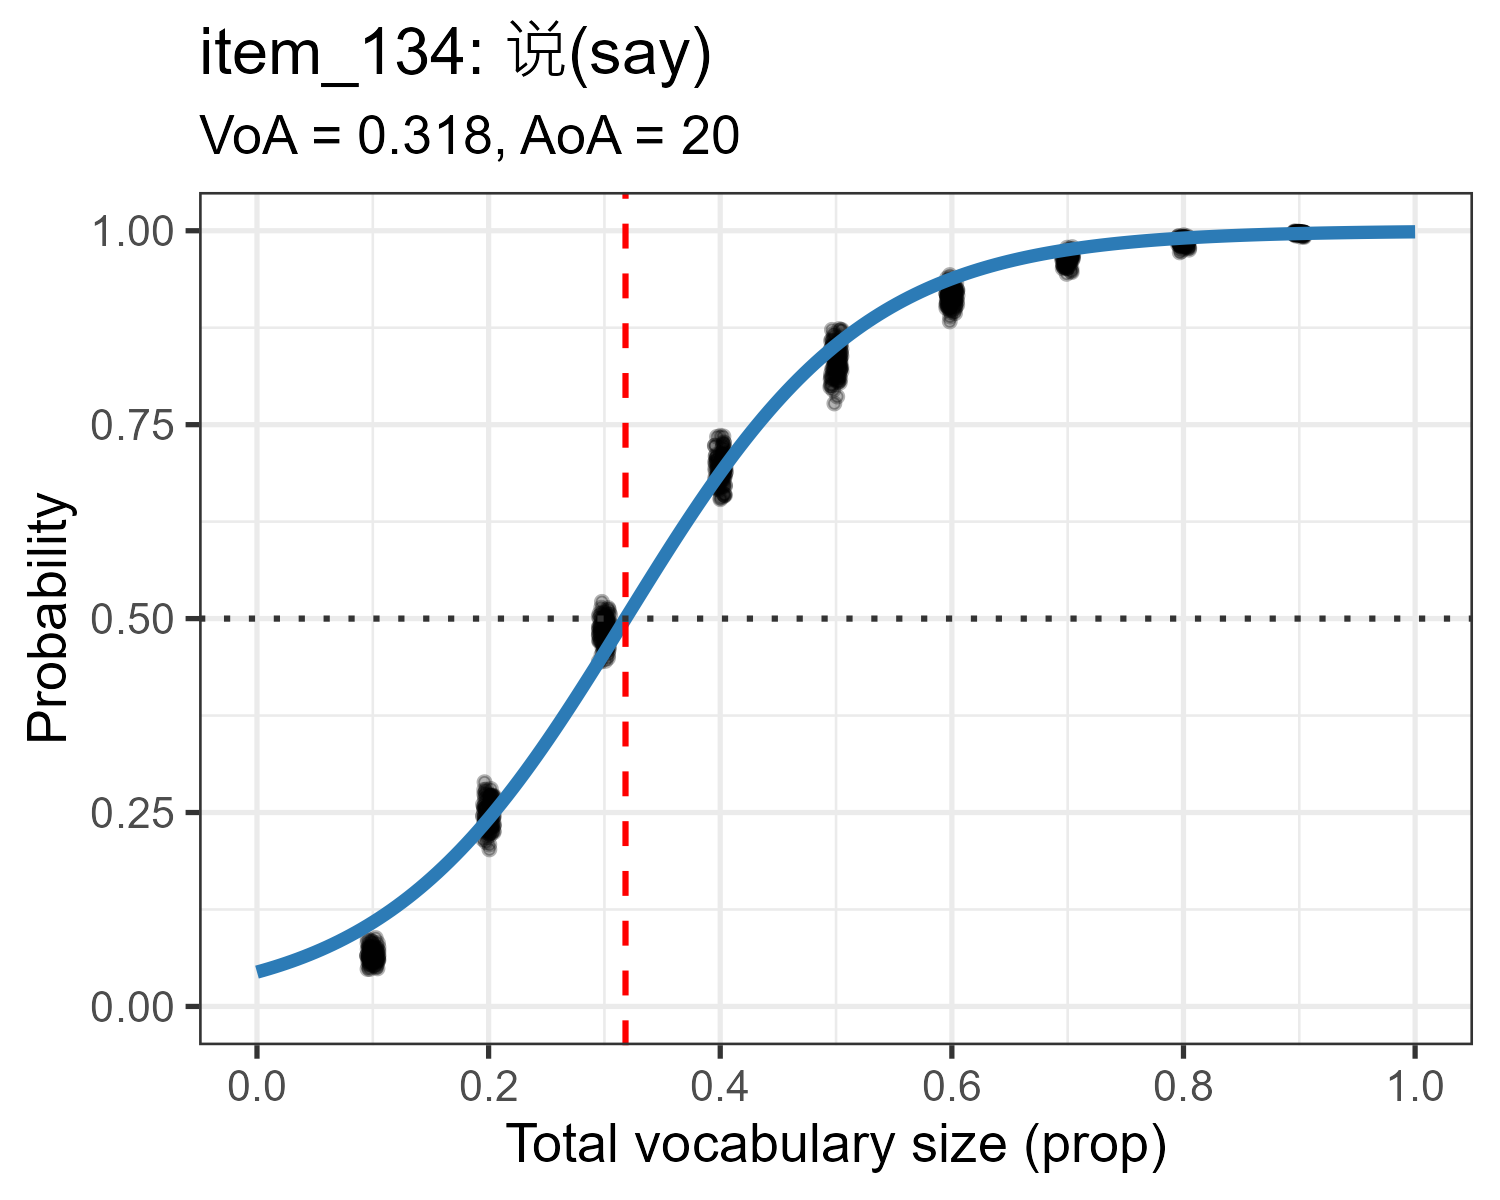 item_134: 说(say)
VoA = 0.318, AoA = 20
Probability
1.00
0.75
0.50
0.25
0.00
0.0 0.2 0.4 0.6 0.8 1.0
Total vocabulary size (prop)